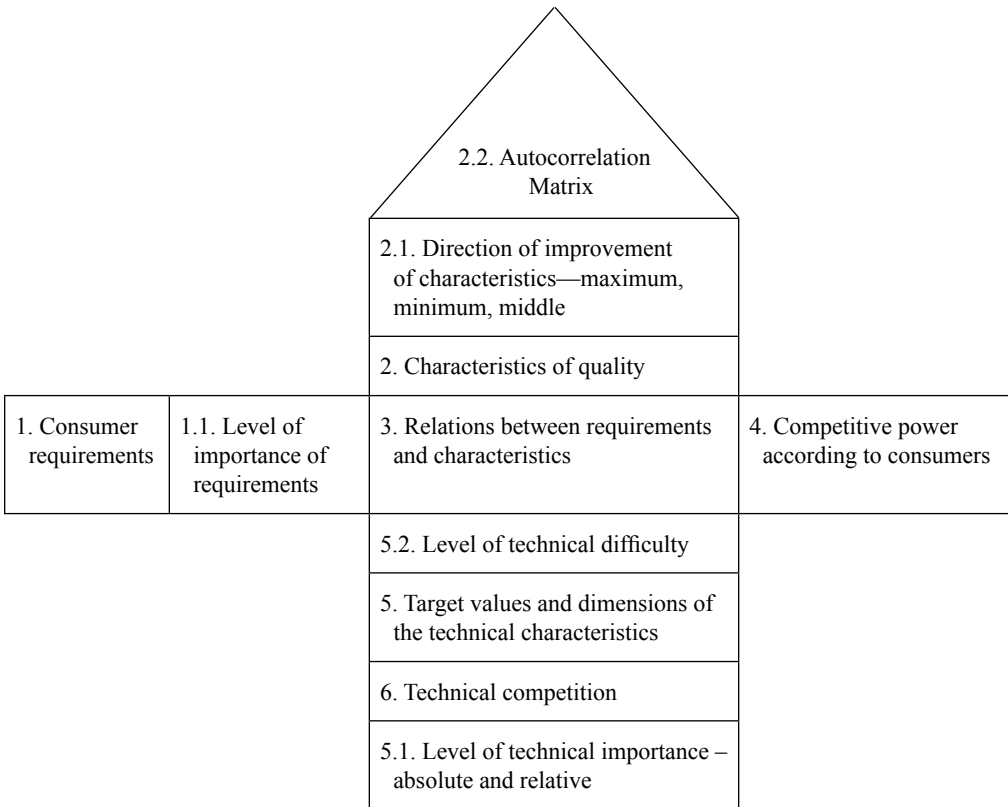 2.2. Autocorrelation
Matrix
2.1. Direction of improvement
of characteristics—maximum,
minimum, middle
2. Characteristics of quality
1. Consumer
requirements
1.1. Level of
importance of
requirements
3. Relations between requirements
and characteristics
4. Competitive power
according to consumers
5.2. Level of technical difficulty
5. Target values and dimensions of
the technical characteristics
6. Technical competition
5.1. Level of technical importance –
absolute and relative